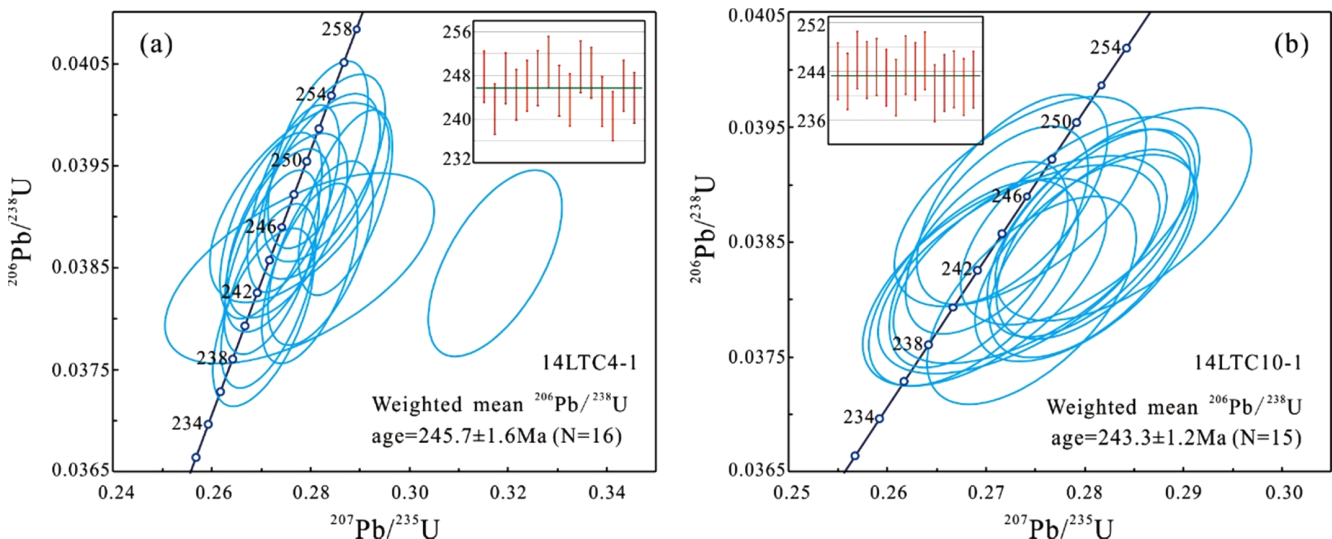 (a)
258
254
250
246
242
238
234
256
248
240
232
0.0405
0.0395
0.0385
0.0375
0.0365
²⁰⁶Pb/²³⁸U
14LTC4-1
Weighted mean ²⁰⁶Pb/²³⁸U
age=245.7±1.6Ma (N=16)
0.24 0.26 0.28 0.30 0.32 0.34
²⁰⁷Pb/²³⁵U
(b)
254
250
246
242
238
234
252
244
236
0.0405
0.0395
0.0385
0.0375
0.0365
²⁰⁶Pb/²³⁸U
14LTC10-1
Weighted mean ²⁰⁶Pb/²³⁸U
age=243.3±1.2Ma (N=15)
0.25 0.26 0.27 0.28 0.29 0.30
²⁰⁷Pb/²³⁵U